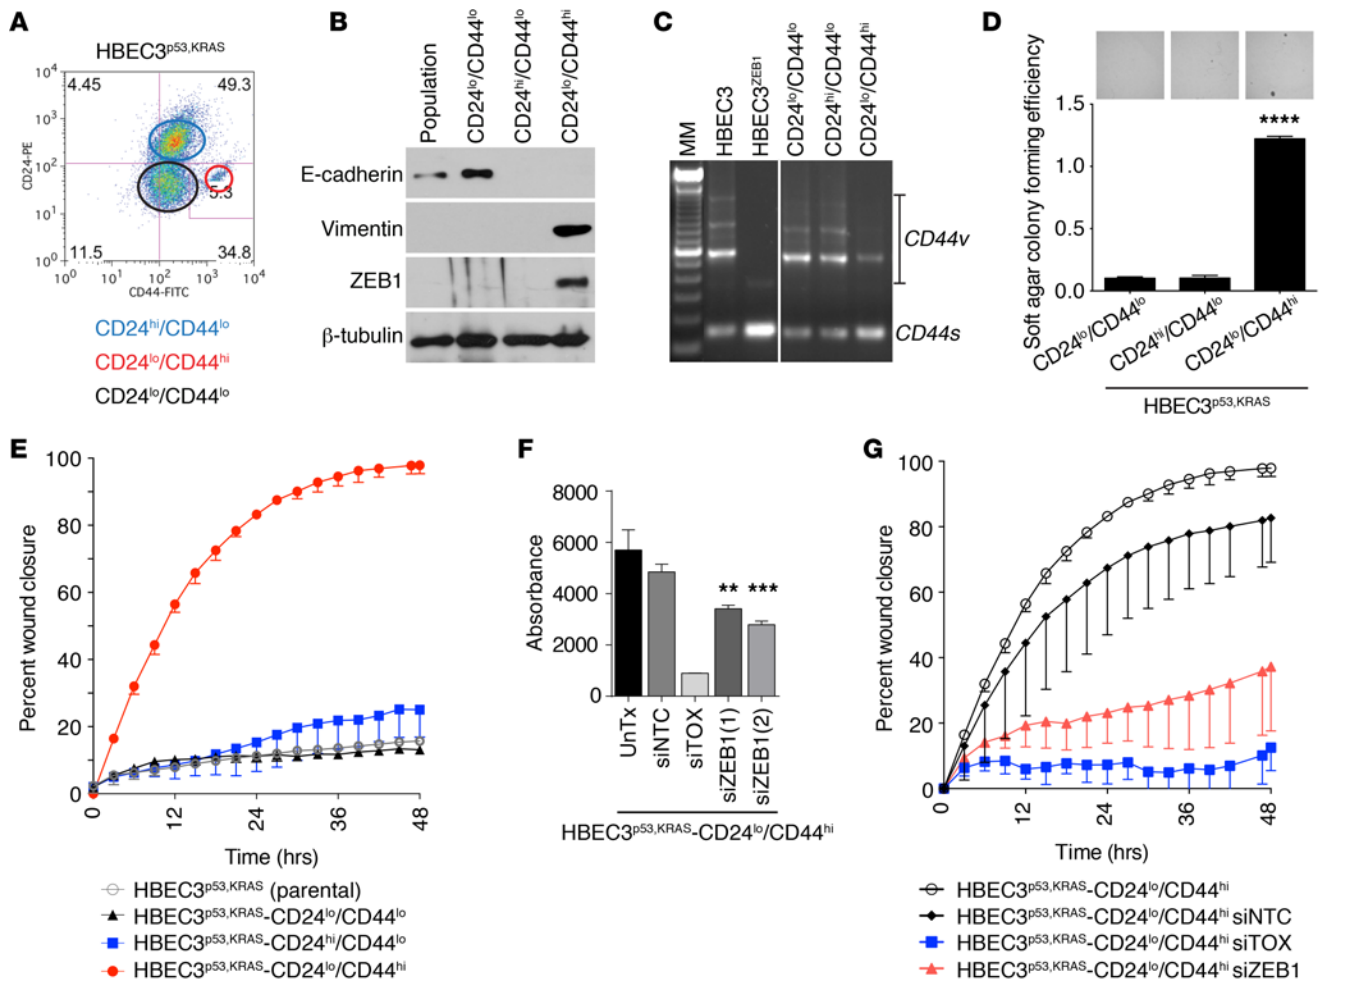 A
HBEC3p53,KRAS
10⁴
4.45
49.3
10³
CD24-PE
10²
5.3
10¹
11.5
34.8
10⁰
10⁰ 10¹ 10² 10³ 10⁴
CD44-FITC
CD24hi/CD44lo
CD24lo/CD44hi
CD24lo/CD44lo
B
Population
CD24lo/CD44lo
CD24hi/CD44lo
CD24lo/CD44hi
E-cadherin
Vimentin
ZEB1
β-tubulin
C
MM
HBEC3
HBEC3ZEB1
CD24lo/CD44lo
CD24hi/CD44lo
CD24lo/CD44hi
CD44v
CD44s
D
Soft agar colony forming efficiency
1.5
1.0
0.5
0.0
****
CD24lo/CD44lo
CD24hi/CD44lo
CD24lo/CD44hi
HBEC3p53,KRAS
E
Percent wound closure
100
80
60
40
20
0
0 12 24 36 48
Time (hrs)
HBEC3p53,KRAS (parental)
HBEC3p53,KRAS-CD24lo/CD44lo
HBEC3p53,KRAS-CD24hi/CD44lo
HBEC3p53,KRAS-CD24lo/CD44hi
F
Absorbance
8000
6000
4000
2000
0
** ***
UnTx
siNTC
siTOX
siZEB1(1)
siZEB1(2)
HBEC3p53,KRAS-CD24lo/CD44hi
G
Percent wound closure
100
80
60
40
20
0
0 12 24 36 48
Time (hrs)
HBEC3p53,KRAS-CD24lo/CD44hi
HBEC3p53,KRAS-CD24lo/CD44hi siNTC
HBEC3p53,KRAS-CD24lo/CD44hi siTOX
HBEC3p53,KRAS-CD24lo/CD44hi siZEB1